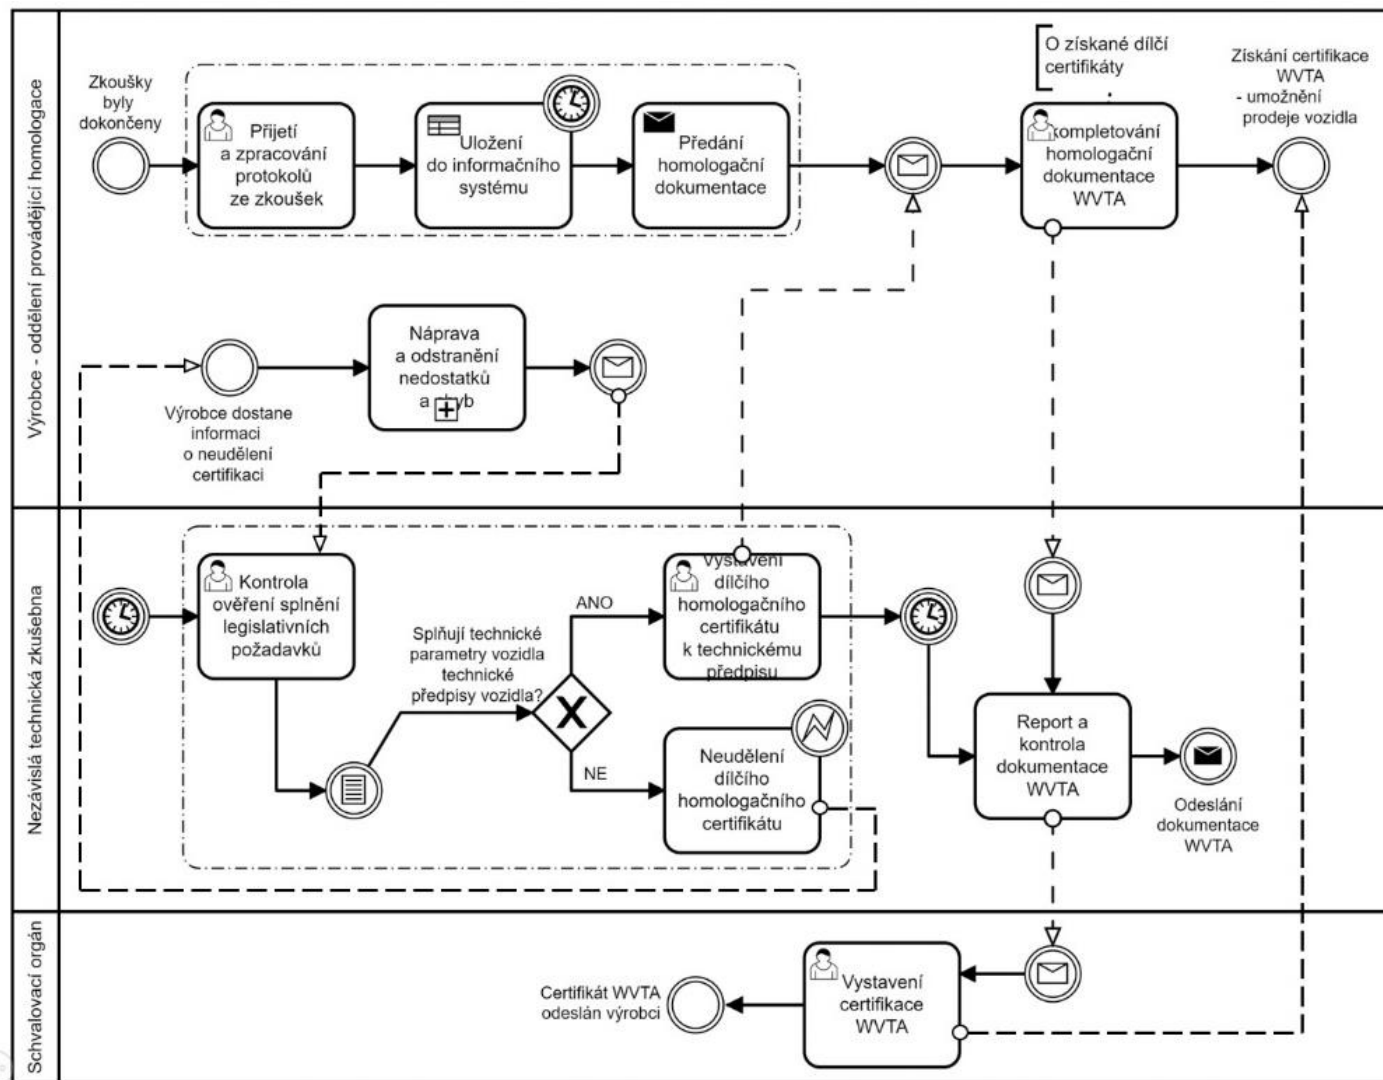 Výrobce - oddělení provádějící homologace
Zkoušky
byly
dokončeny
Přijetí
a zpracování
protokolů
ze zkoušek
Uložení
do informačního
systému
Předání
homologační
dokumentace
O získané dílčí
certifikáty
kompletování
homologační
dokumentace
WVTA
Získání certifikace
WVTA
- umožnění
prodeje vozidla
Výrobce dostane
informaci
o neudělení
certifikaci
Náprava
a odstranění
nedostatků
a chyb
Nezávislá technická zkušebna
Kontrola
ověření splnění
legislativních
požadavků
Splňují technické
parametry vozidla
technické
předpisy vozidla?
X
ANO
NE
Vystavení
dílčího
homologačního
certifikátu
k technickému
předpisu
Neudělení
dílčího
homologačního
certifikátu
Report a
kontrola
dokumentace
WVTA
Odeslání
dokumentace
WVTA
Schvalovací orgán
Certifikát WVTA
odeslán výrobci
Vystavení
certifikace
WVTA